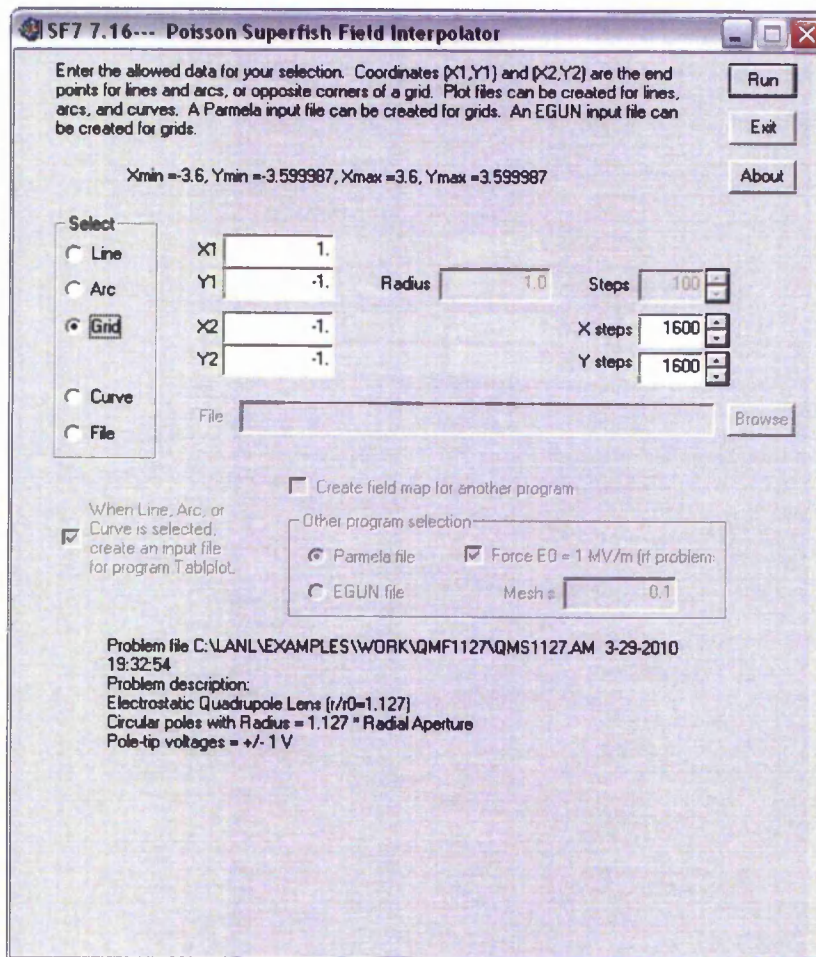 SF7 7.16--- Poisson Superfish Field Interpolator
Enter the allowed data for your selection. Coordinates (X1,Y1) and (X2,Y2) are the end
points for lines and arcs, or opposite corners of a grid. Plot files can be created for lines,
arcs, and curves. A Parmela input file can be created for grids. An EGUN input file can
be created for grids.
Run
Exit
About
Xmin =-3.6, Ymin =-3.599987, Xmax =3.6, Ymax =3.599987
Select
Line
Arc
Grid
Curve
File
X1 1.
Y1 -1.
X2 -1.
Y2 -1.
Radius 1.0
Steps 100
X steps 1600
Y steps 1600
File
Browse
When Line, Arc, or
Curve is selected,
create an input file
for program Tablplot.
Create field map for another program
Other program selection
Parmela file
Force E0 = 1 MV/m (rf problem:
EGUN file
Mesh = 0.1
Problem file C:\LANL\EXAMPLES\WORK\QMF1127\QMS1127.AM 3-29-2010
19:32:54
Problem description:
Electrostatic Quadrupole Lens (r/r0=1.127)
Circular poles with Radius = 1.127 * Radial Aperture
Pole-tip voltages = +/- 1 V